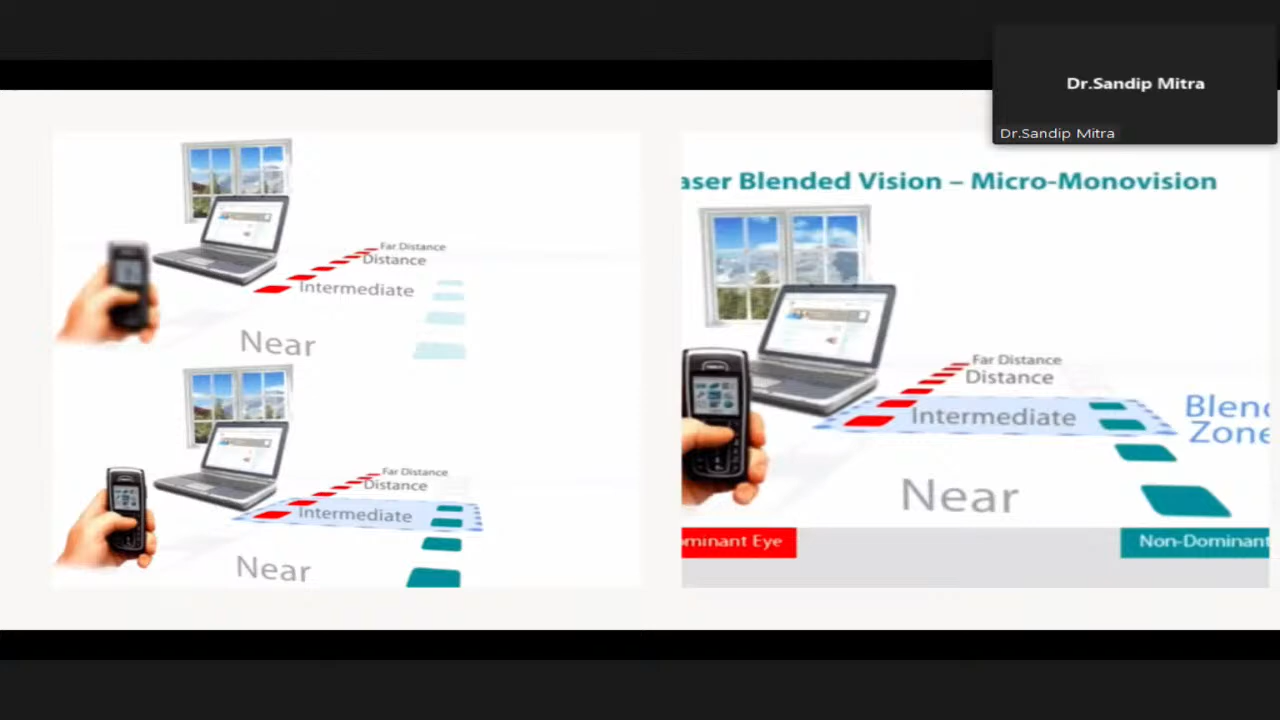 Dr.Sandip Mitra
Dr.Sandip Mitra
Far Distance
Distance
Intermediate
Near
Far Distance
Distance
Intermediate
Near
aser Blended Vision – Micro-Monovision
Far Distance
Distance
Intermediate
Blend
Zone
Near
ominant Eye
Non-Dominant